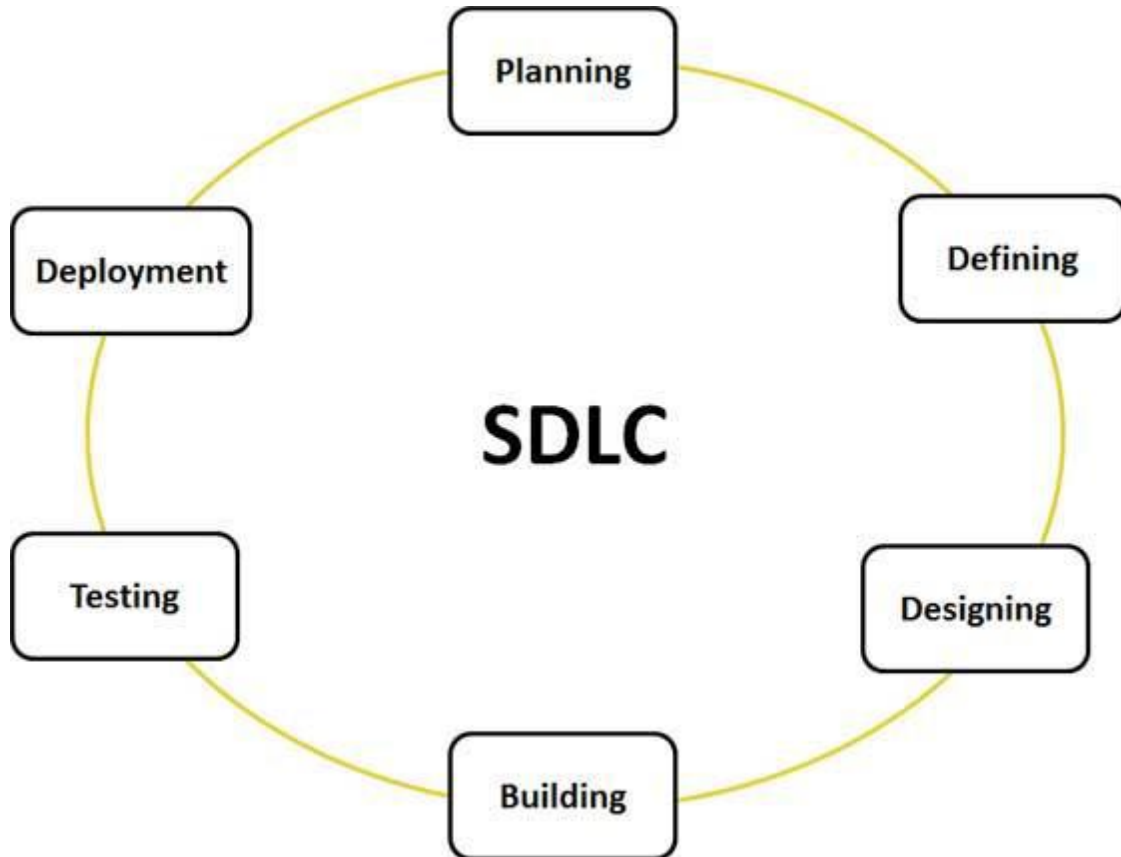 Planning
Defining
Designing
Building
Testing
Deployment
SDLC